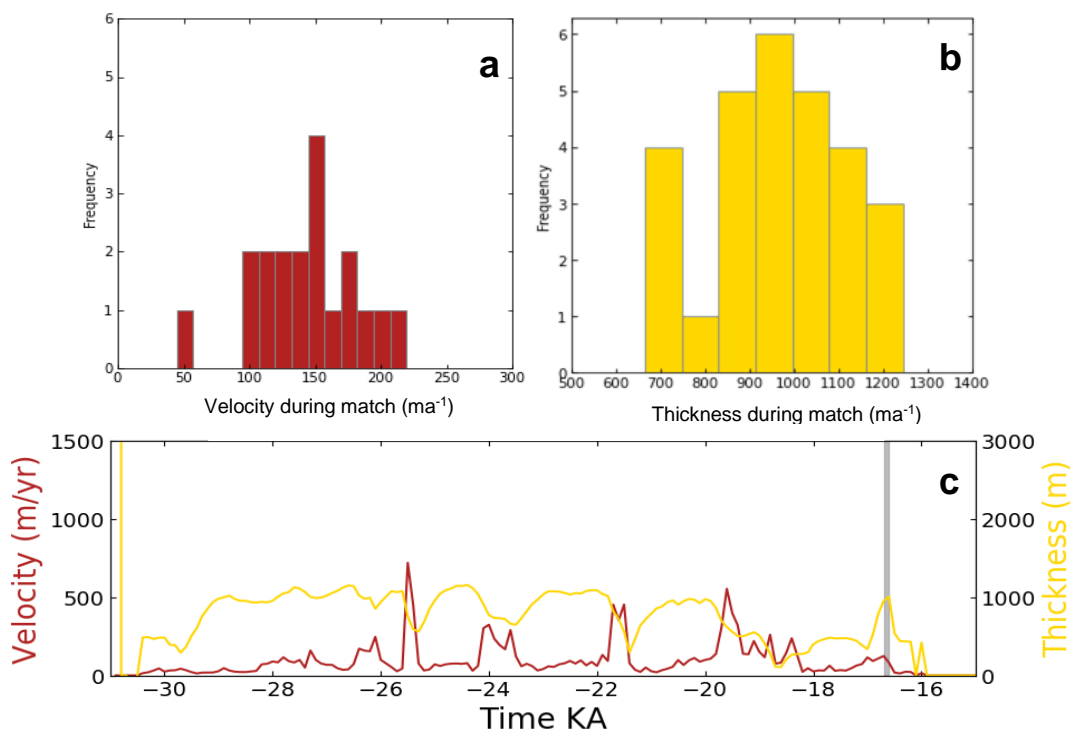 6
5
4
3
2
1
0
Frequency
a
0 50 100 150 200 250 300
Velocity during match (ma⁻¹)
6
5
4
3
2
1
0
Frequency
b
500 600 700 800 900 1000 1100 1200 1300 1400
Thickness during match (ma⁻¹)
Velocity (m/yr)
1500
1000
500
0
c
3000
2000
1000
0
Thickness (m)
−30 −28 −26 −24 −22 −20 −18 −16
Time KA